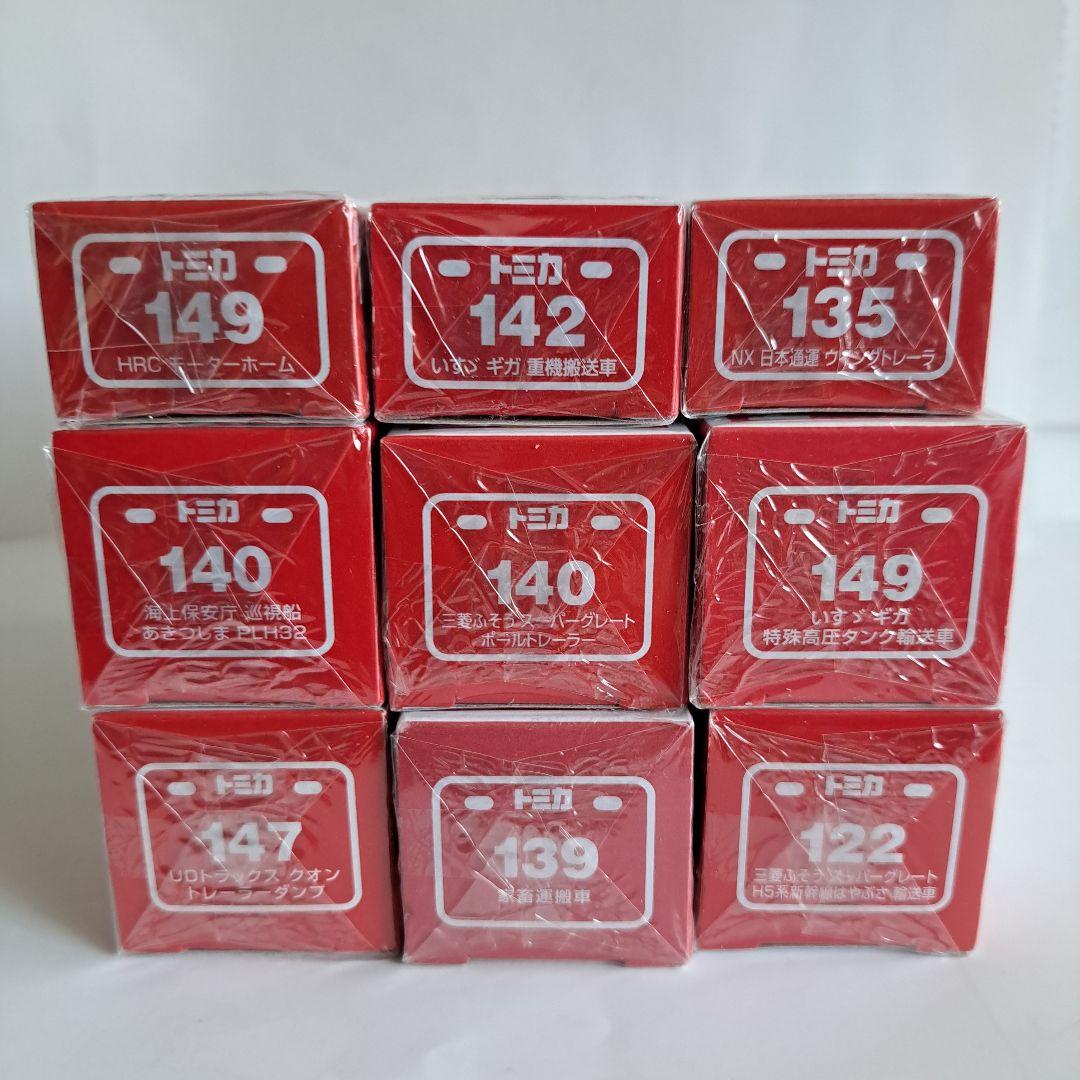 トミカ
149
HRC モーターホーム
トミカ
142
いすゞ ギガ 重機搬送車
トミカ
135
NX 日本通運 ウイングトレーラ
トミカ
140
海上保安庁 巡視船
あきつしま PLH32
トミカ
140
三菱ふそう スーパーグレート
ポールトレーラー
トミカ
149
いすゞ ギガ
特殊高圧タンク輸送車
トミカ
147
UDトラックス クオン
トレーラーダンプ
トミカ
139
家畜運搬車
トミカ
122
三菱ふそう スーパーグレート
H5系新幹線はやぶさ 輸送車